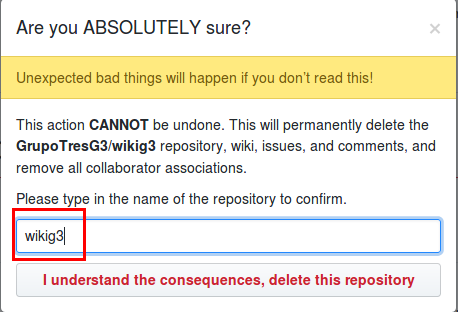 Are you ABSOLUTELY sure? ×
Unexpected bad things will happen if you don’t read this!
This action CANNOT be undone. This will permanently delete the
GrupoTresG3/wikig3 repository, wiki, issues, and comments, and
remove all collaborator associations.
Please type in the name of the repository to confirm.
wikig3
I understand the consequences, delete this repository